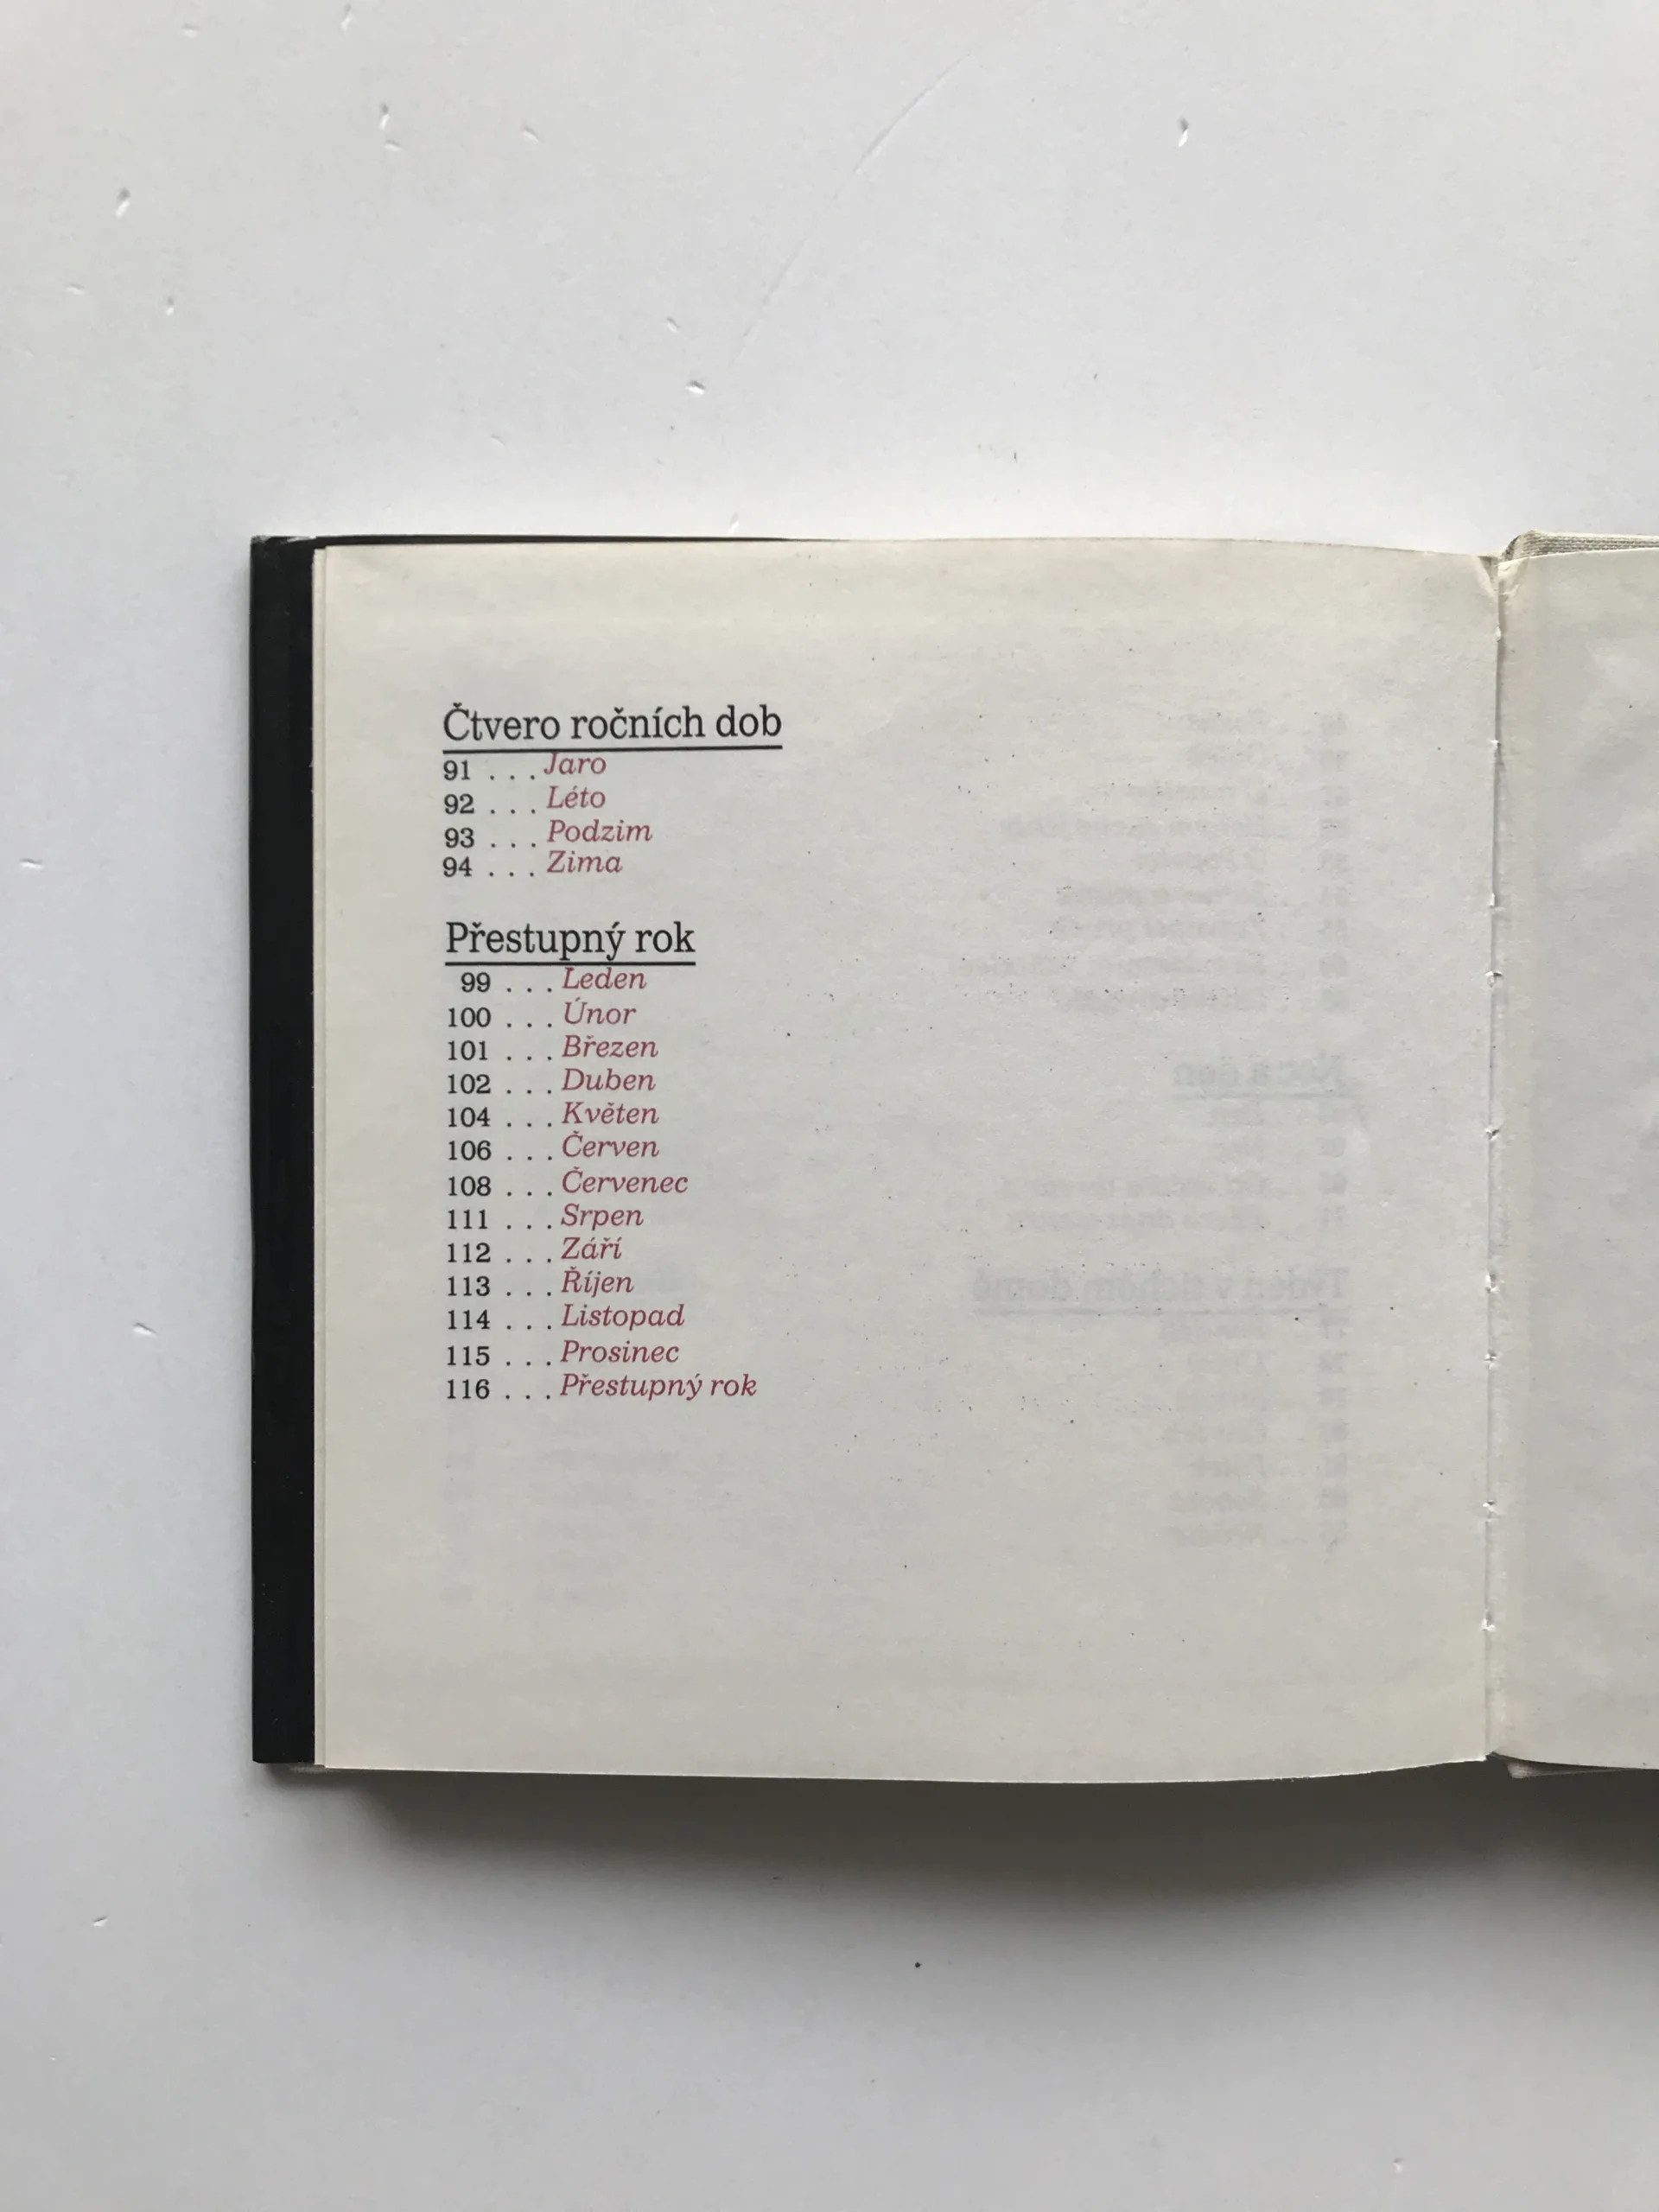 Čtvero ročních dob
91 . . . Jaro
92 . . . Léto
93 . . . Podzim
94 . . . Zima
Přestupný rok
99 . . . Leden
100 . . . Únor
101 . . . Březen
102 . . . Duben
104 . . . Květen
106 . . . Červen
108 . . . Červenec
111 . . . Srpen
112 . . . Září
113 . . . Říjen
114 . . . Listopad
115 . . . Prosinec
116 . . . Přestupný rok